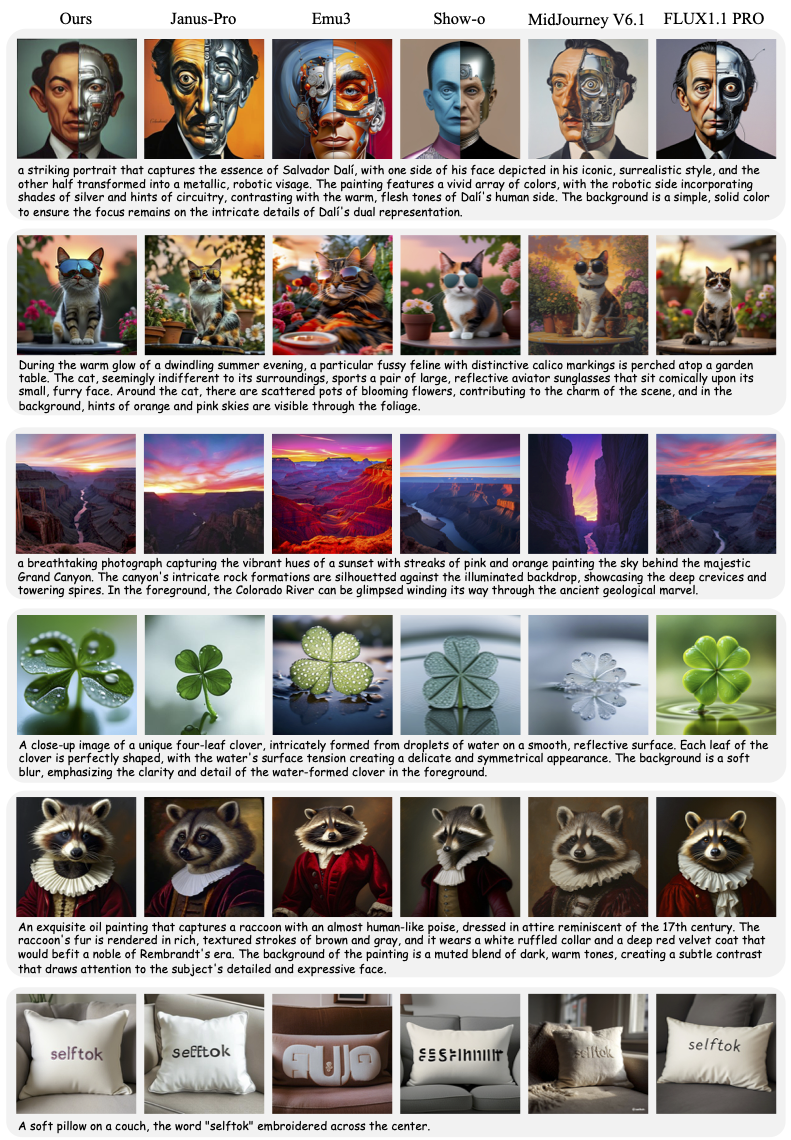 Ours Janus-Pro Emu3 Show-o MidJourney V6.1 FLUX1.1 PRO
a striking portrait that captures the essence of Salvador Dalí, with one side of his face depicted in his iconic, surrealistic style, and the
other half transformed into a metallic, robotic visage. The painting features a vivid array of colors, with the robotic side incorporating
shades of silver and hints of circuitry, contrasting with the warm, flesh tones of Dalí's human side. The background is a simple, solid color
to ensure the focus remains on the intricate details of Dalí's dual representation.
During the warm glow of a dwindling summer evening, a particular fussy feline with distinctive calico markings is perched atop a garden
table. The cat, seemingly indifferent to its surroundings, sports a pair of large, reflective aviator sunglasses that sit comically upon its
small, furry face. Around the cat, there are scattered pots of blooming flowers, contributing to the charm of the scene, and in the
background, hints of orange and pink skies are visible through the foliage.
a breathtaking photograph capturing the vibrant hues of a sunset with streaks of pink and orange painting the sky behind the majestic
Grand Canyon. The canyon's intricate rock formations are silhouetted against the illuminated backdrop, showcasing the deep crevices and
towering spires. In the foreground, the Colorado River can be glimpsed winding its way through the ancient geological marvel.
A close-up image of a unique four-leaf clover, intricately formed from droplets of water on a smooth, reflective surface. Each leaf of the
clover is perfectly shaped, with the water's surface tension creating a delicate and symmetrical appearance. The background is a soft
blur, emphasizing the clarity and detail of the water-formed clover in the foreground.
An exquisite oil painting that captures a raccoon with an almost human-like poise, dressed in attire reminiscent of the 17th century. The
raccoon's fur is rendered in rich, textured strokes of brown and gray, and it wears a white ruffled collar and a deep red velvet coat that
would befit a noble of Rembrandt's era. The background of the painting is a muted blend of dark, warm tones, creating a subtle contrast
that draws attention to the subject's detailed and expressive face.
selftok sefftok selftok selftok
A soft pillow on a couch, the word "selftok" embroidered across the center.